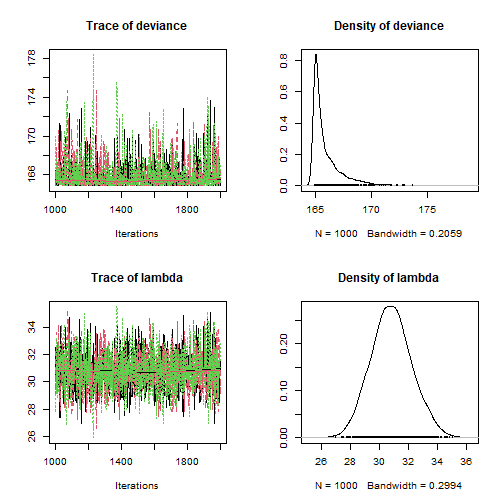 Trace of deviance
178
174
170
166
1000 1400 1800
Iterations
Density of deviance
0.8
0.6
0.4
0.2
0.0
165 170 175
N = 1000 Bandwidth = 0.2059
Trace of lambda
34
32
30
28
26
1000 1400 1800
Iterations
Density of lambda
0.20
0.10
0.00
26 28 30 32 34 36
N = 1000 Bandwidth = 0.2994